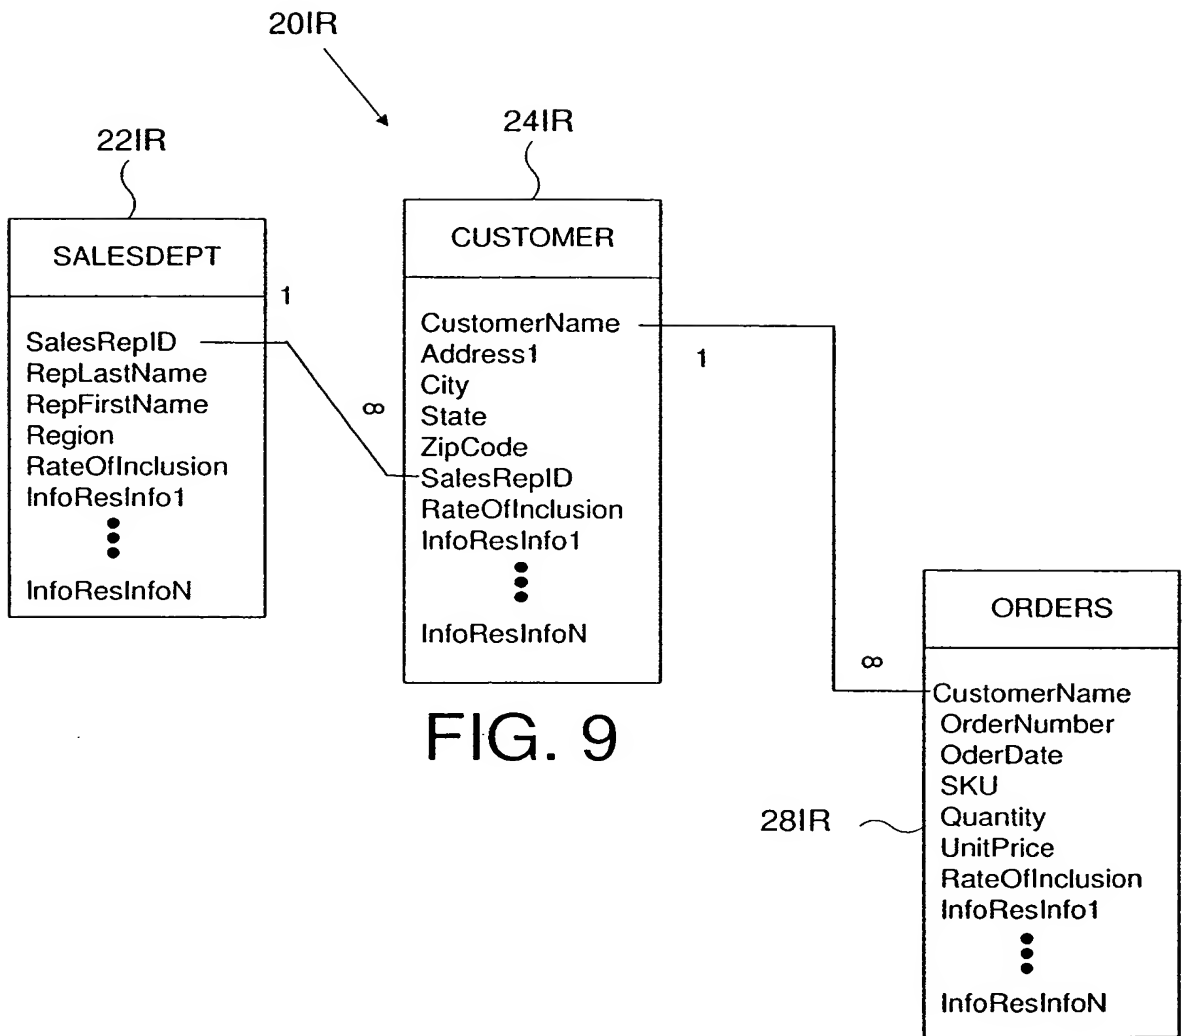 20IR
22IR
24IR
SALESDEPT
1
SalesRepID
RepLastName
RepFirstName
Region
RateOfInclusion
InfoResInfo1
InfoResInfoN
∞
CUSTOMER
CustomerName
Address1
City
State
ZipCode
SalesRepID
RateOfInclusion
InfoResInfo1
InfoResInfoN
1
∞
ORDERS
CustomerName
OrderNumber
OderDate
SKU
Quantity
UnitPrice
RateOfInclusion
InfoResInfo1
InfoResInfoN
28IR
FIG. 9